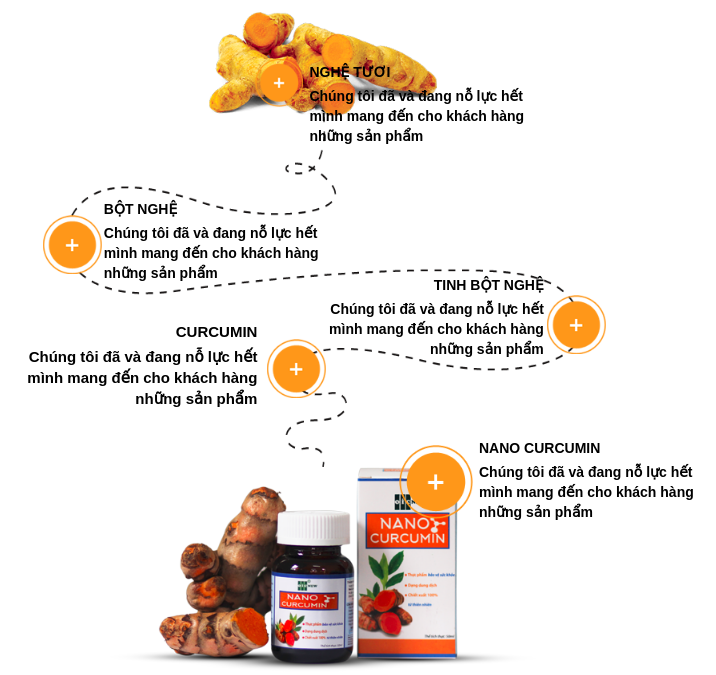 NGHỆ TƯƠI
Chúng tôi đã và đang nỗ lực hết
mình mang đến cho khách hàng
những sản phẩm
BỘT NGHỆ
Chúng tôi đã và đang nỗ lực hết
mình mang đến cho khách hàng
những sản phẩm
TINH BỘT NGHỆ
Chúng tôi đã và đang nỗ lực hết
mình mang đến cho khách hàng
những sản phẩm
CURCUMIN
Chúng tôi đã và đang nỗ lực hết
mình mang đến cho khách hàng
những sản phẩm
NANO CURCUMIN
Chúng tôi đã và đang nỗ lực hết
mình mang đến cho khách hàng
những sản phẩm
NANO
CURCUMIN
NANO
CURCUMIN